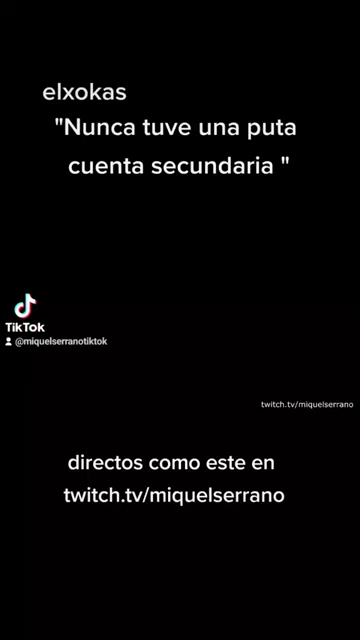 elxokas
"Nunca tuve una puta
cuenta secundaria "
TikTok
@miquelserranotiktok
twitch.tv/miquelserrano
directos como este en
twitch.tv/miquelserrano